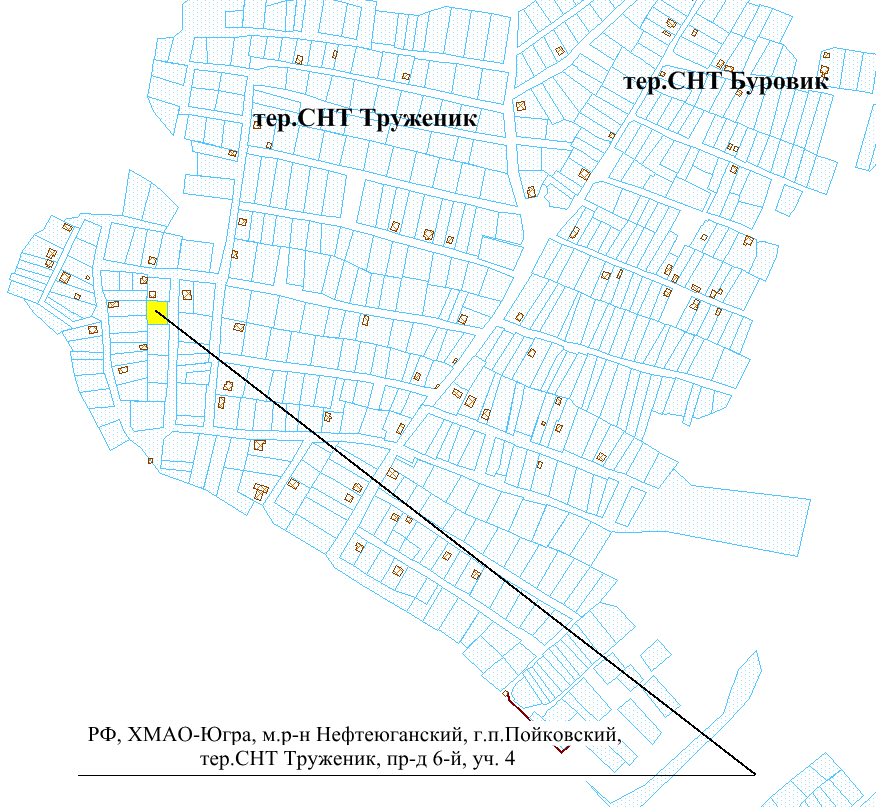 тер.СНТ Буровик
тер.СНТ Труженик
РФ, ХМАО-Югра, м.р-н Нефтеюганский, г.п.Пойковский,
тер.СНТ Труженик, пр-д 6-й, уч. 4